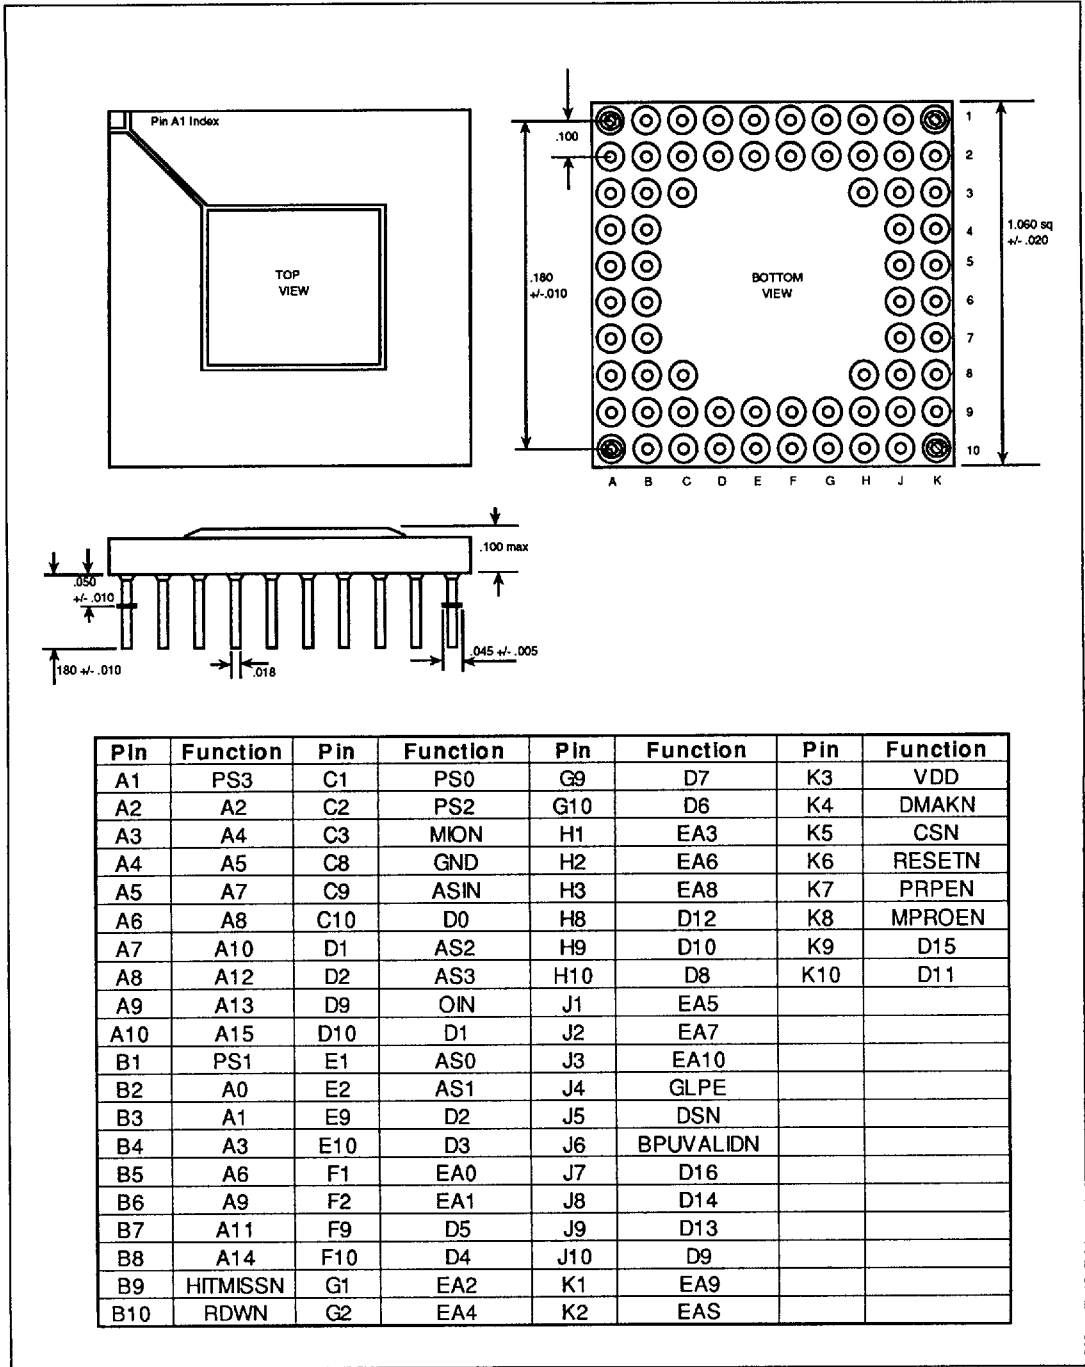 Pin A1 Index
TOP
VIEW
.100
.180
+/-.010
BOTTOM
VIEW
1
2
3
4
5
6
7
8
9
10
1.060 sq
+/- .020
A B C D E F G H J K
.100 max
.050
+/- .010
180 +/- .010
.018
.045 +/- .005
Pin Function Pin Function Pin Function Pin Function
A1 PS3 C1 PS0 G9 D7 K3 VDD
A2 A2 C2 PS2 G10 D6 K4 DMAKN
A3 A4 C3 MION H1 EA3 K5 CSN
A4 A5 C8 GND H2 EA6 K6 RESETN
A5 A7 C9 ASIN H3 EA8 K7 PRPEN
A6 A8 C10 D0 H8 D12 K8 MPROEN
A7 A10 D1 AS2 H9 D10 K9 D15
A8 A12 D2 AS3 H10 D8 K10 D11
A9 A13 D9 OIN J1 EA5
A10 A15 D10 D1 J2 EA7
B1 PS1 E1 AS0 J3 EA10
B2 A0 E2 AS1 J4 GLPE
B3 A1 E9 D2 J5 DSN
B4 A3 E10 D3 J6 BPUVALIDN
B5 A6 F1 EA0 J7 D16
B6 A9 F2 EA1 J8 D14
B7 A11 F9 D5 J9 D13
B8 A14 F10 D4 J10 D9
B9 HITMISSN G1 EA2 K1 EA9
B10 RDWN G2 EA4 K2 EAS